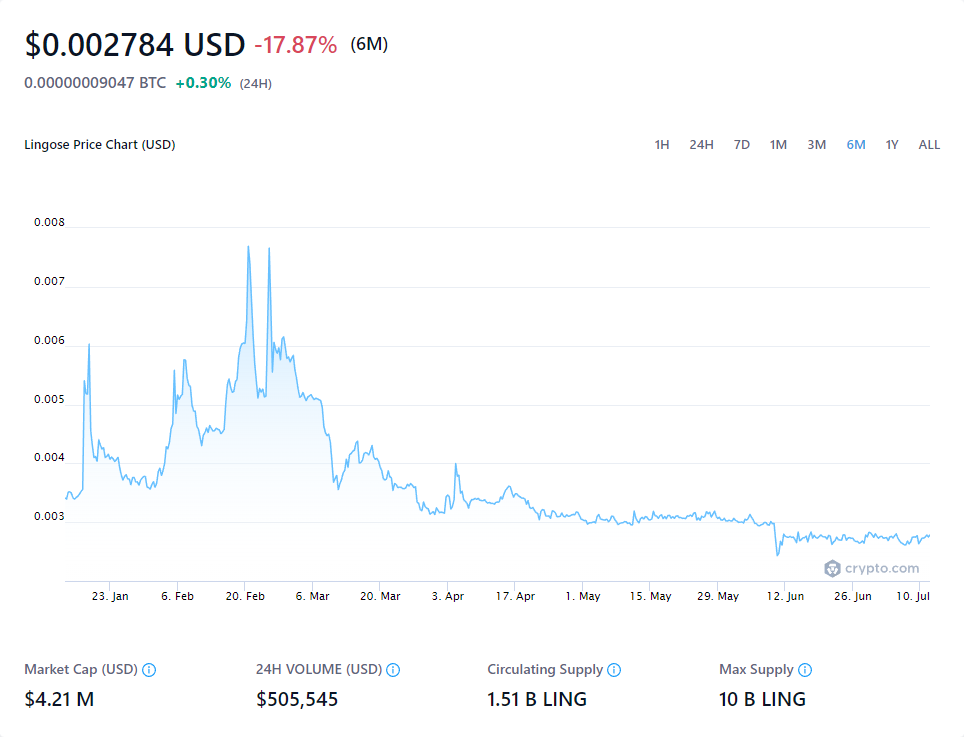 $0.002784 USD -17.87% (6M)
0.00000009047 BTC +0.30% (24H)
Lingose Price Chart (USD) 1H 24H 7D 1M 3M 6M 1Y ALL
0.008
0.007
0.006
0.005
0.004
0.003
crypto.com
23. Jan 6. Feb 20. Feb 6. Mar 20. Mar 3. Apr 17. Apr 1. May 15. May 29. May 12. Jun 26. Jun 10. Jul
Market Cap (USD) 24H VOLUME (USD) Circulating Supply Max Supply
$4.21 M $505,545 1.51 B LING 10 B LING